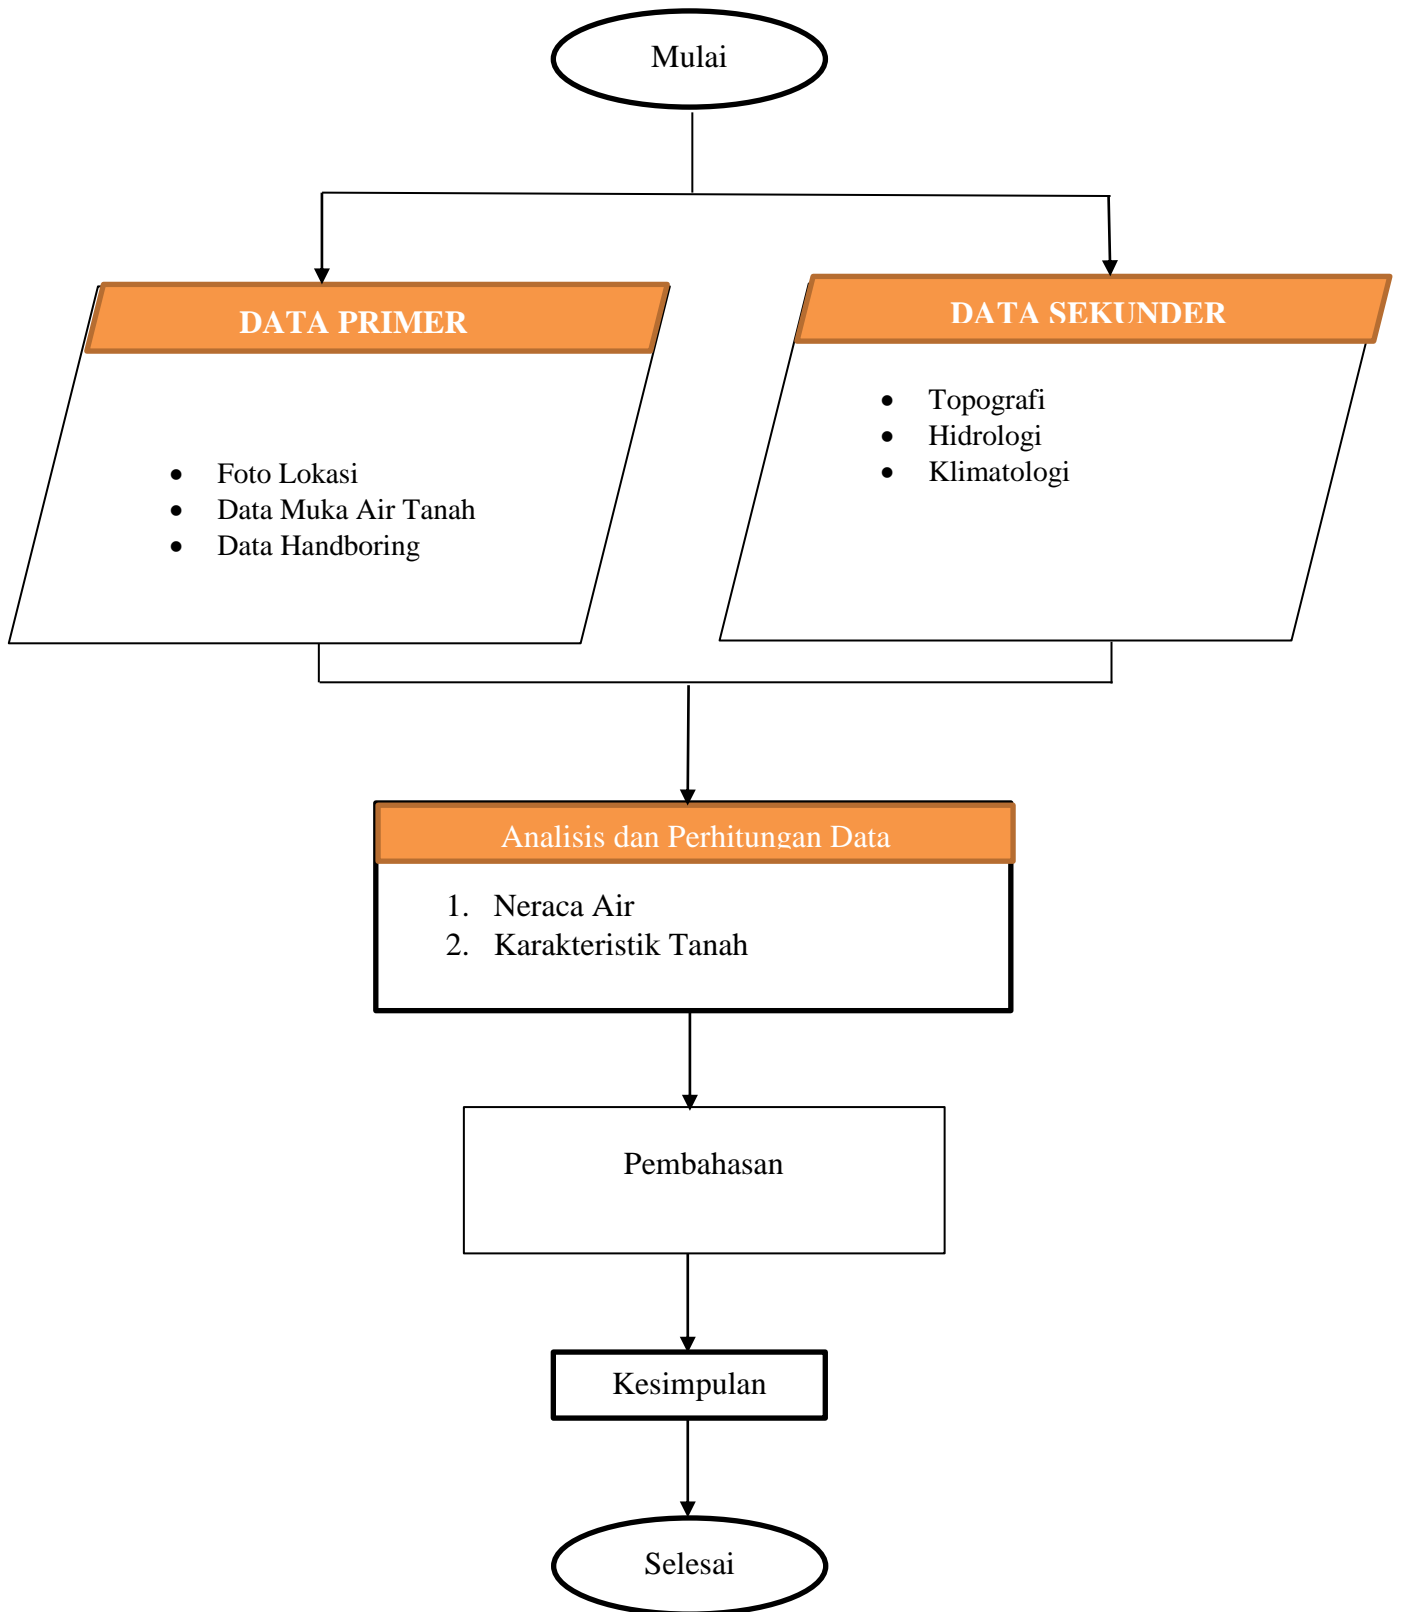 Mulai
DATA PRIMER
• Foto Lokasi
• Data Muka Air Tanah
• Data Handboring
DATA SEKUNDER
• Topografi
• Hidrologi
• Klimatologi
Analisis dan Perhitungan Data
1. Neraca Air
2. Karakteristik Tanah
Pembahasan
Kesimpulan
Selesai